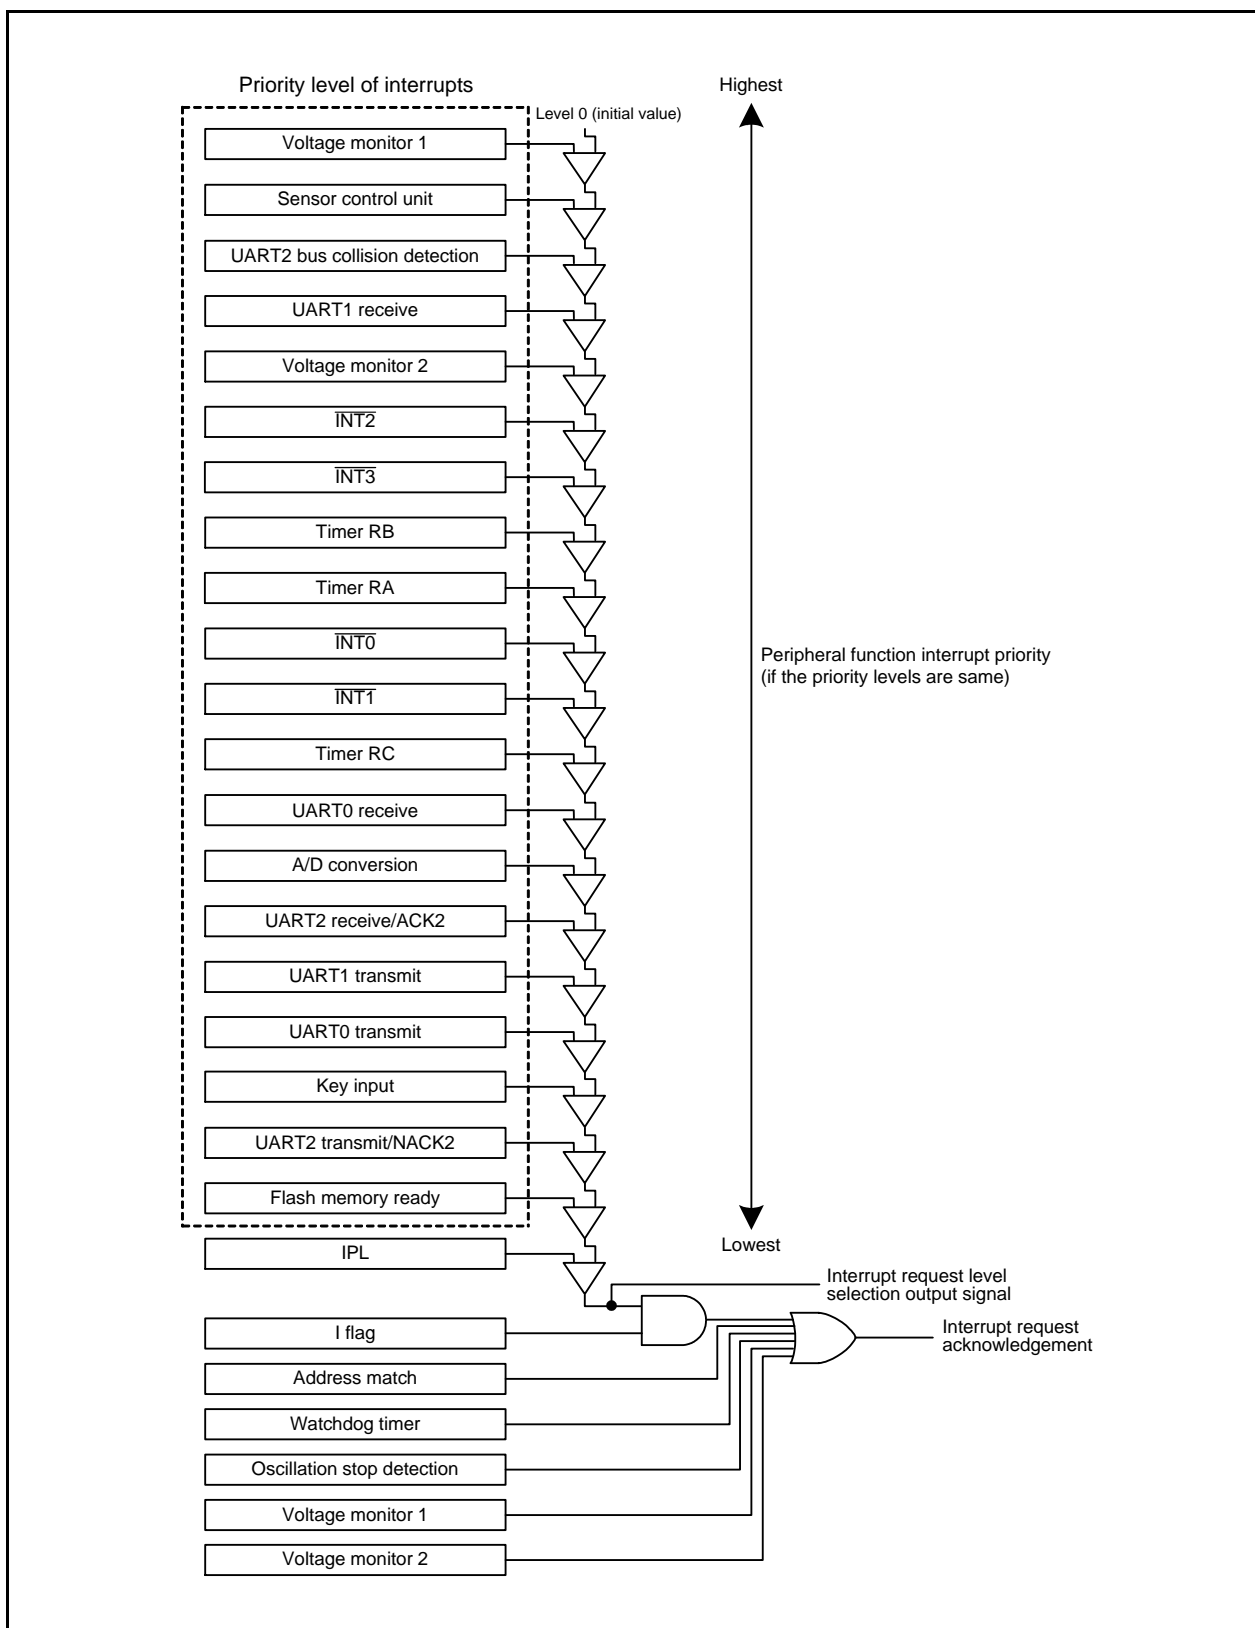 Priority level of interrupts
Highest
Level 0 (initial value)
Voltage monitor 1
Sensor control unit
UART2 bus collision detection
UART1 receive
Voltage monitor 2
INT2
INT3
Timer RB
Timer RA
INT0
INT1
Timer RC
UART0 receive
A/D conversion
UART2 receive/ACK2
UART1 transmit
UART0 transmit
Key input
UART2 transmit/NACK2
Flash memory ready
IPL
Peripheral function interrupt priority
(if the priority levels are same)
Lowest
Interrupt request level
selection output signal
I flag
Interrupt request
acknowledgement
Address match
Watchdog timer
Oscillation stop detection
Voltage monitor 1
Voltage monitor 2